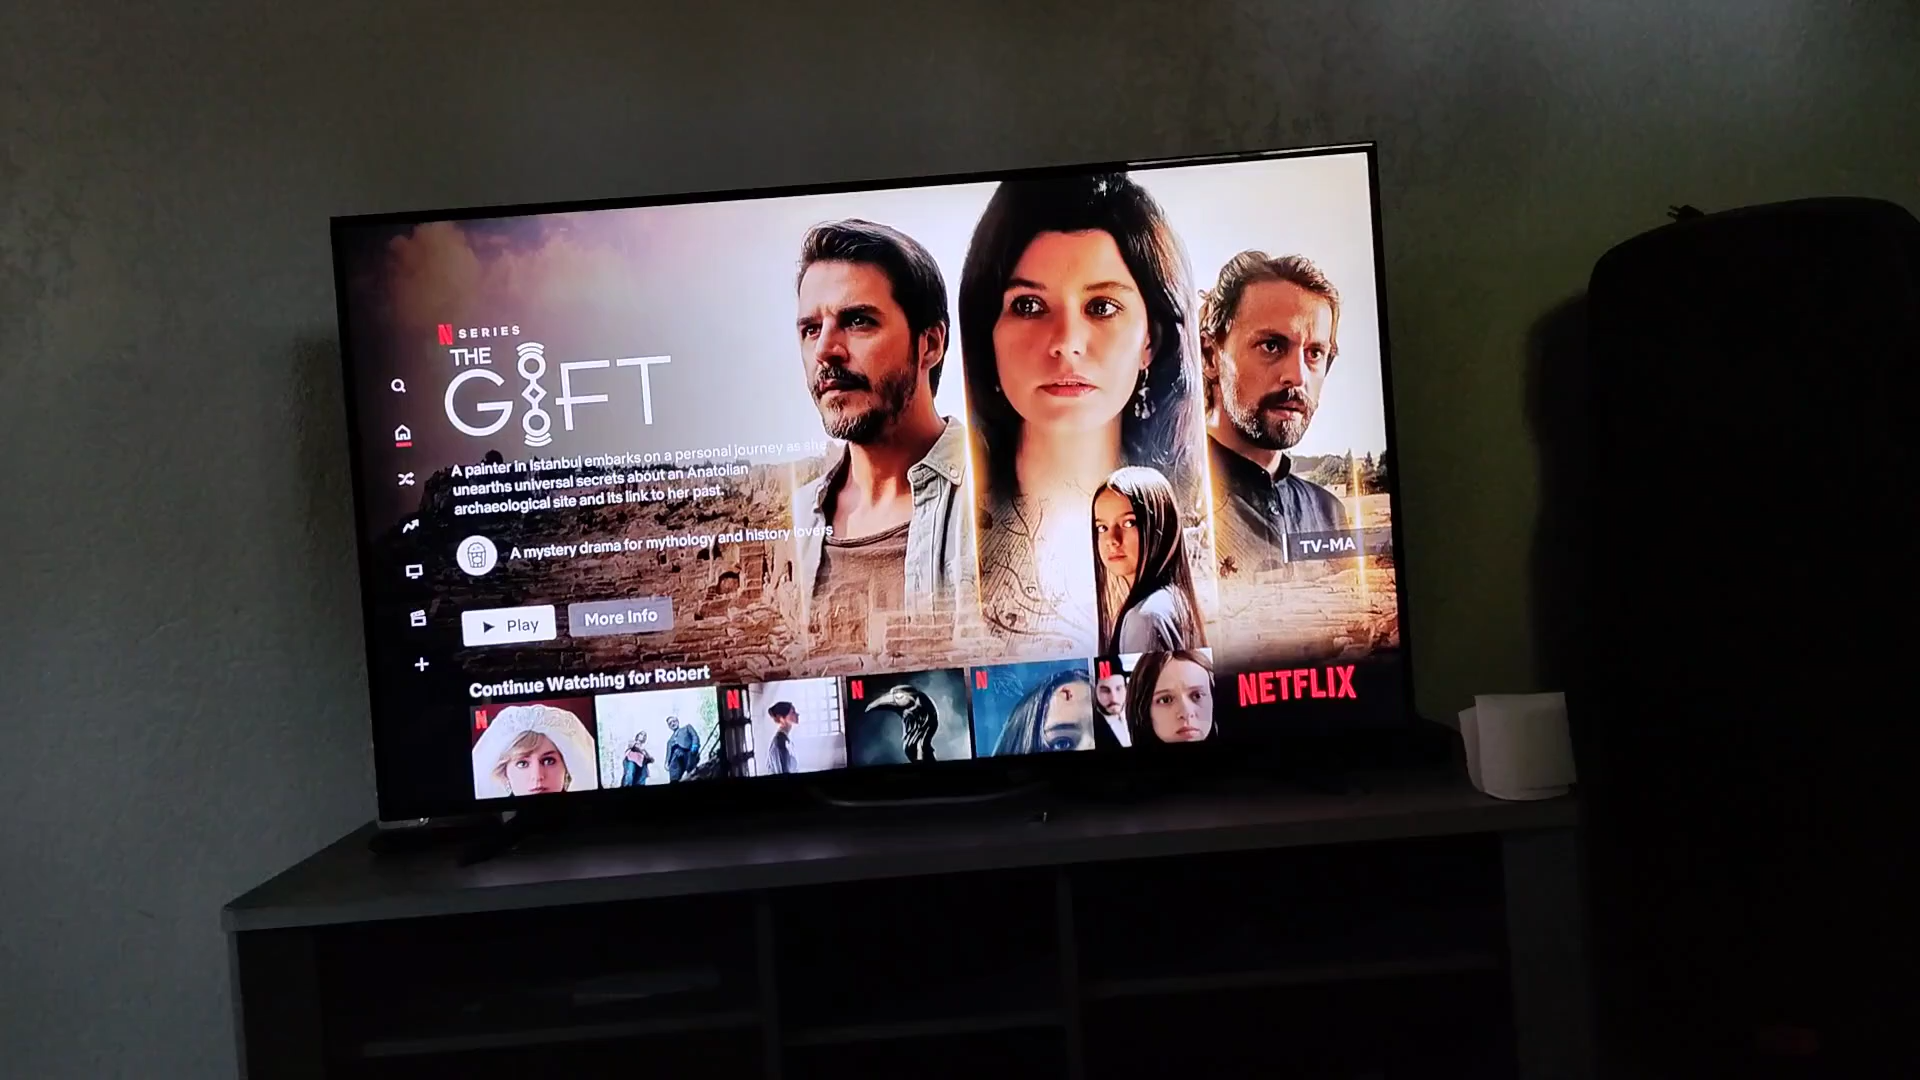 N SERIES
THE
GIFT
A painter in Istanbul embarks on a personal journey as she
unearths universal secrets about an Anatolian
archaeological site and its link to her past.
A mystery drama for mythology and history lovers
TV-MA
Play
More Info
Continue Watching for Robert
NETFLIX
N
N
N
N
N